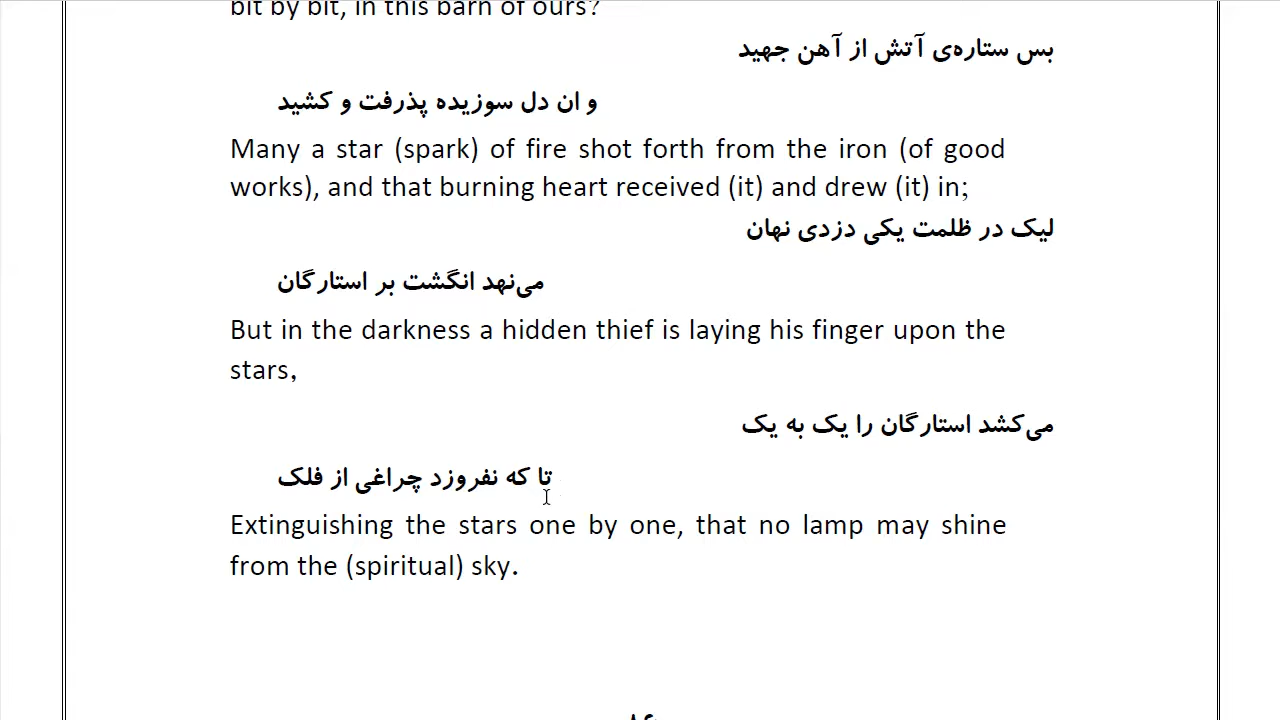 bit by bit, in this barn of ours?
بس ستاره‌ی آتش از آهن جهید
و ان دل سوزیده پذرفت و کشید
Many a star (spark) of fire shot forth from the iron (of good
works), and that burning heart received (it) and drew (it) in;
لیک در ظلمت یکی دزدی نهان
می‌نهد انگشت بر استارگان
But in the darkness a hidden thief is laying his finger upon the
stars,
می‌کشد استارگان را یک به یک
تا که نفروزد چراغی از فلک
Extinguishing the stars one by one, that no lamp may shine
from the (spiritual) sky.